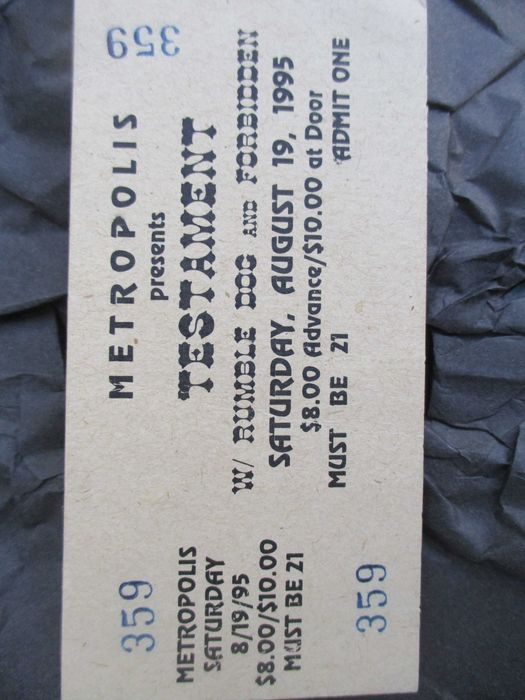 359
METROPOLIS
presents
TESTAMENT
W/ RUMBLE DOG AND FORBIDDEN
SATURDAY, AUGUST 19, 1995
$8.00 Advance/$10.00 at Door
MUST BE 21 ADMIT ONE
359
METROPOLIS
SATURDAY
8/19/95
$8.00/$10.00
MUST BE 21
359